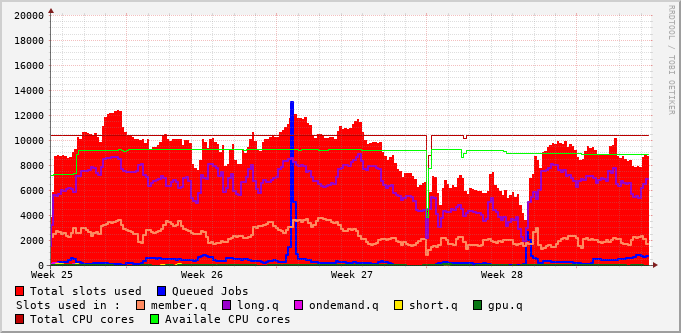 20000
18000
16000
14000
12000
10000
8000
6000
4000
2000
0
Week 25 Week 26 Week 27 Week 28
Total slots used Queued Jobs
Slots used in : member.q long.q ondemand.q short.q gpu.q
Total CPU cores Availale CPU cores
RRDTOOL / TOBI OETIKER